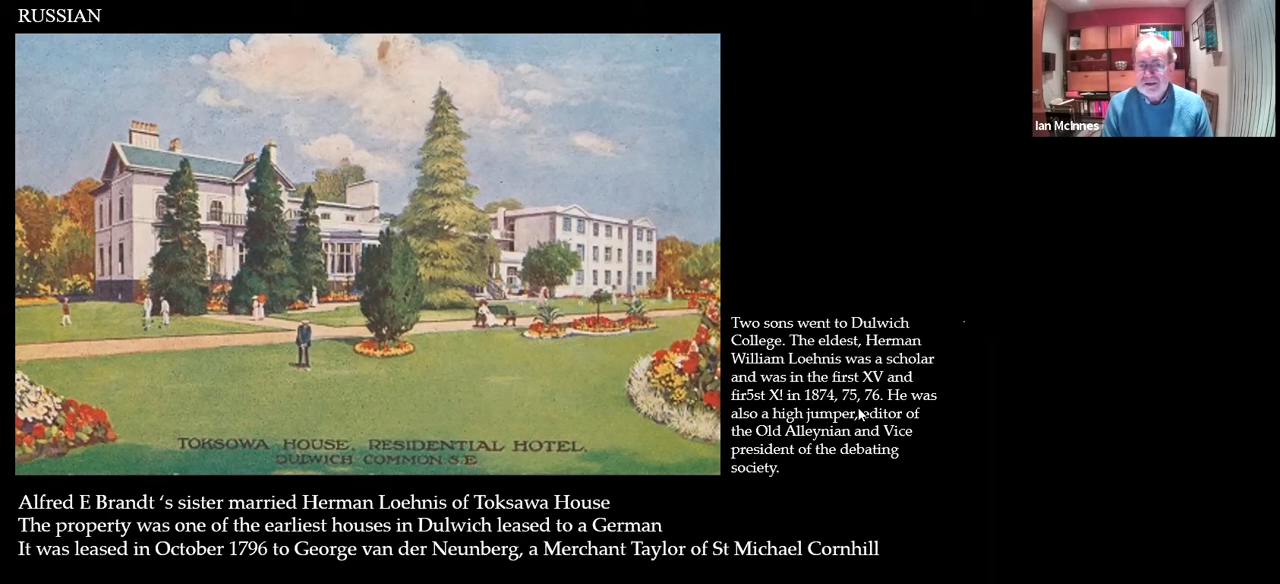 RUSSIAN
Ian McInnes
TOKSOWA HOUSE, RESIDENTIAL HOTEL.
DULWICH COMMON.S.E
Two sons went to Dulwich
College. The eldest, Herman
William Loehnis was a scholar
and was in the first XV and
fir5st X! in 1874, 75, 76. He was
also a high jumper, editor of
the Old Alleynian and Vice
president of the debating
society.
Alfred E Brandt ‘s sister married Herman Loehnis of Toksawa House
The property was one of the earliest houses in Dulwich leased to a German
It was leased in October 1796 to George van der Neunberg, a Merchant Taylor of St Michael Cornhill